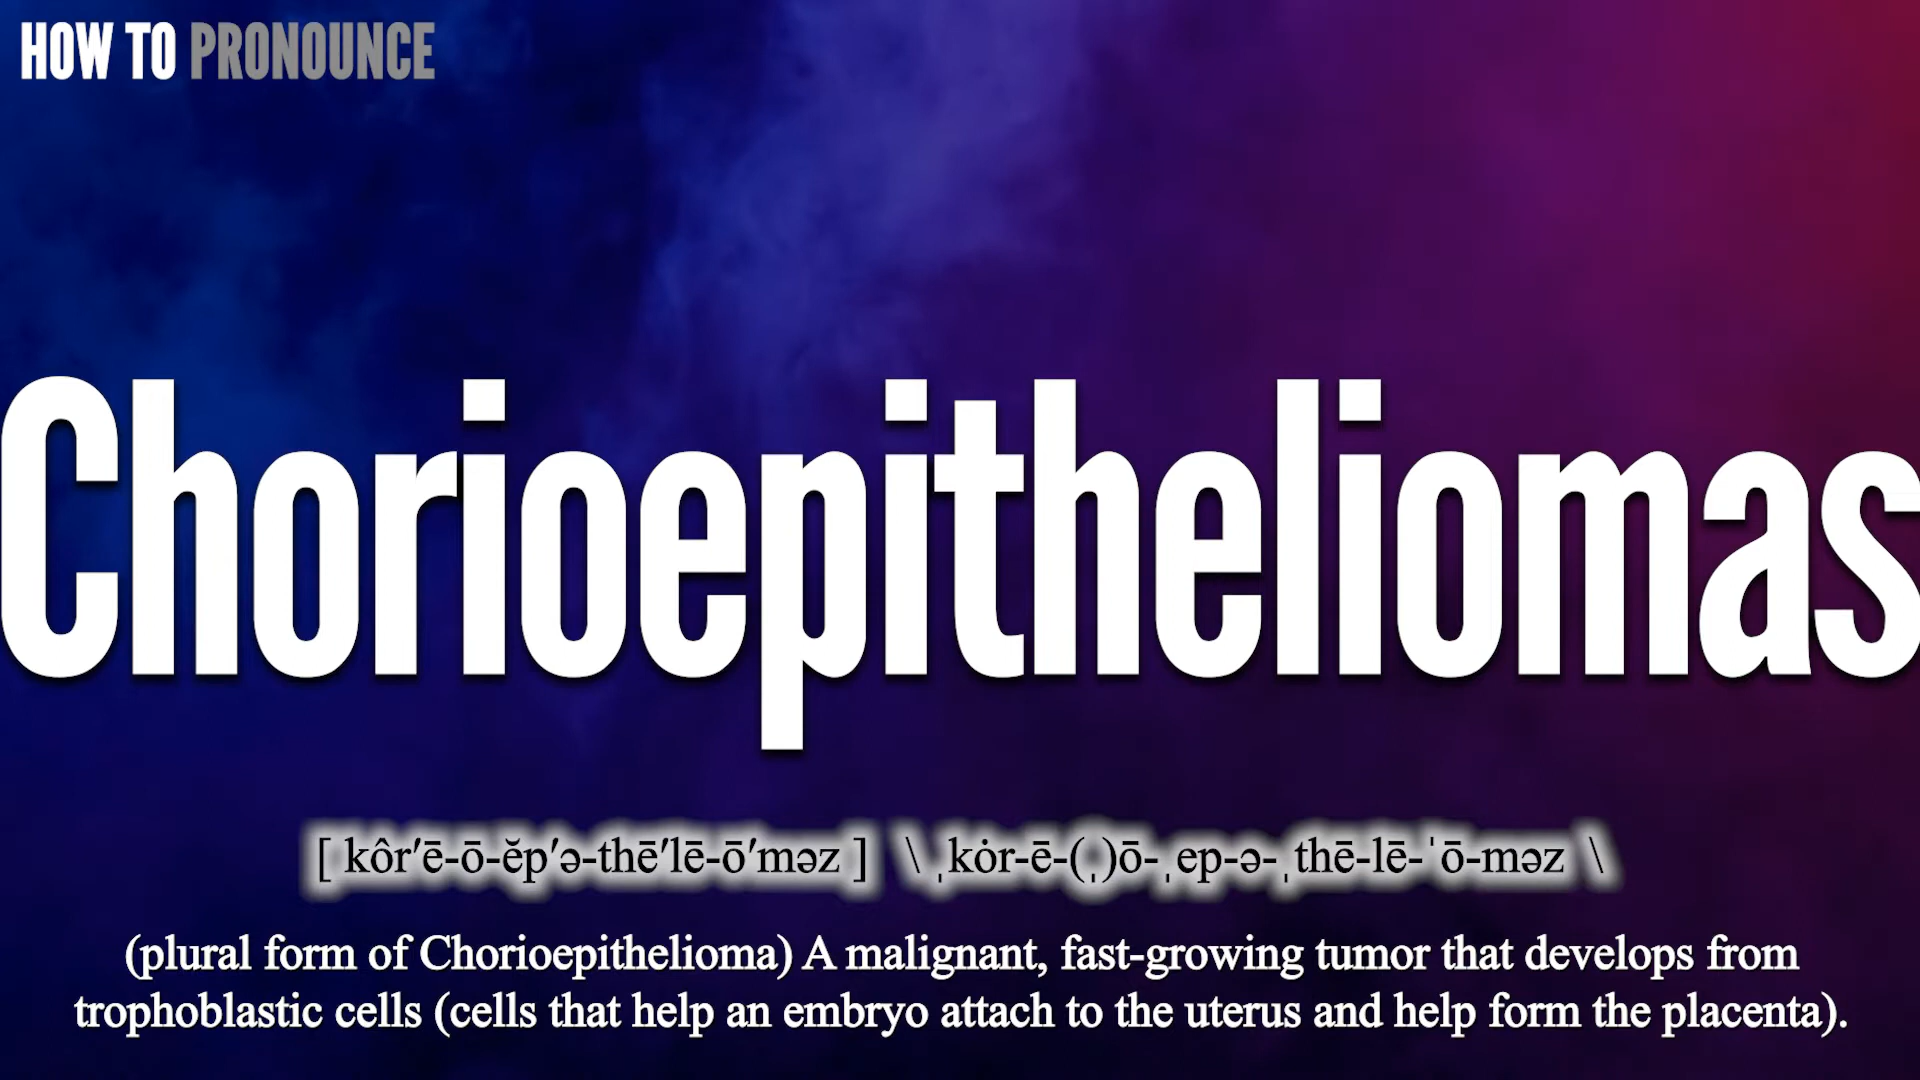 HOW TO PRONOUNCE
Chorioepitheliomas
[ kôr′ē-ō-ĕp′ə-thē′lē-ō′məz ] \ ˌkȯr-ē-(ˌ)ō-ˌep-ə-ˌthē-lē-ˈō-məz \
(plural form of Chorioepithelioma) A malignant, fast-growing tumor that develops from
trophoblastic cells (cells that help an embryo attach to the uterus and help form the placenta).